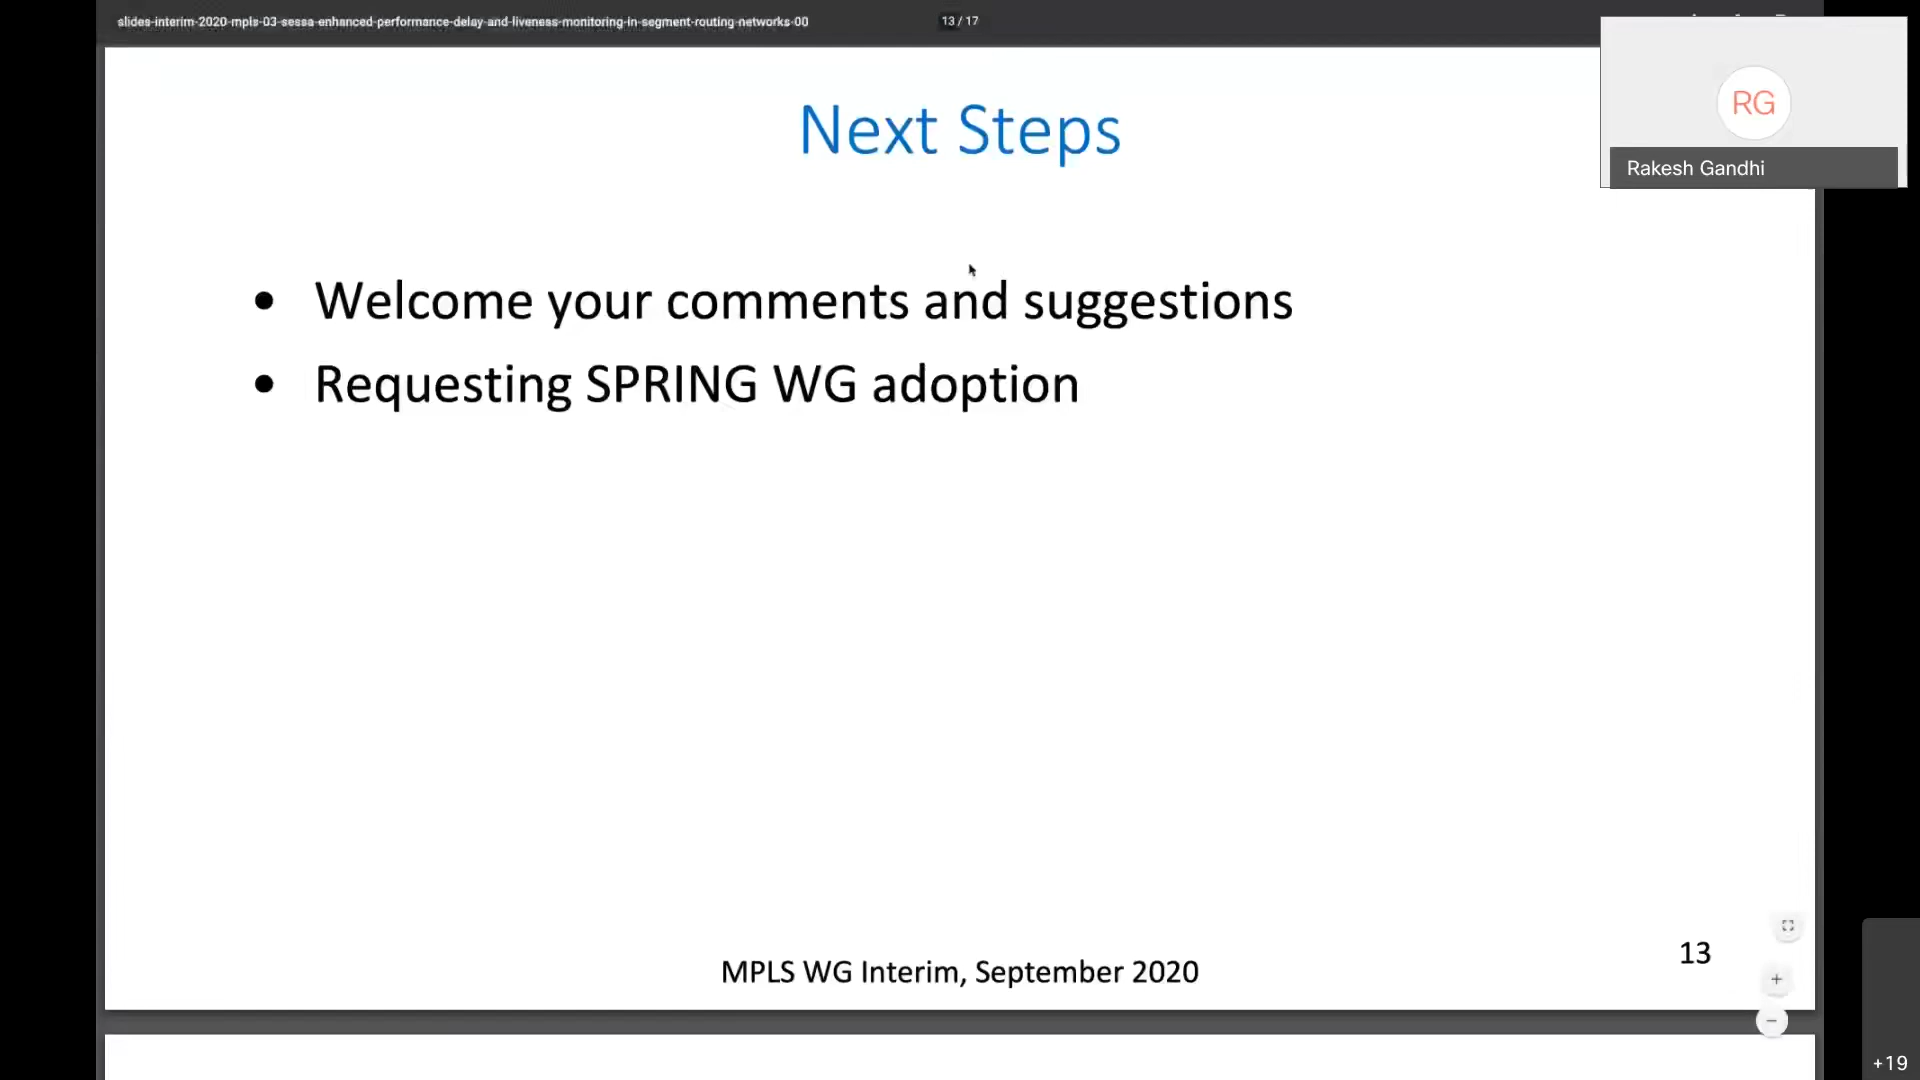 slides-interim-2020-mpls-03-sessa-enhanced-performance-delay-and-liveness-monitoring-in-segment-routing-networks-00
13 / 17
RG
Rakesh Gandhi
Next Steps
• Welcome your comments and suggestions
• Requesting SPRING WG adoption
13
MPLS WG Interim, September 2020
+19